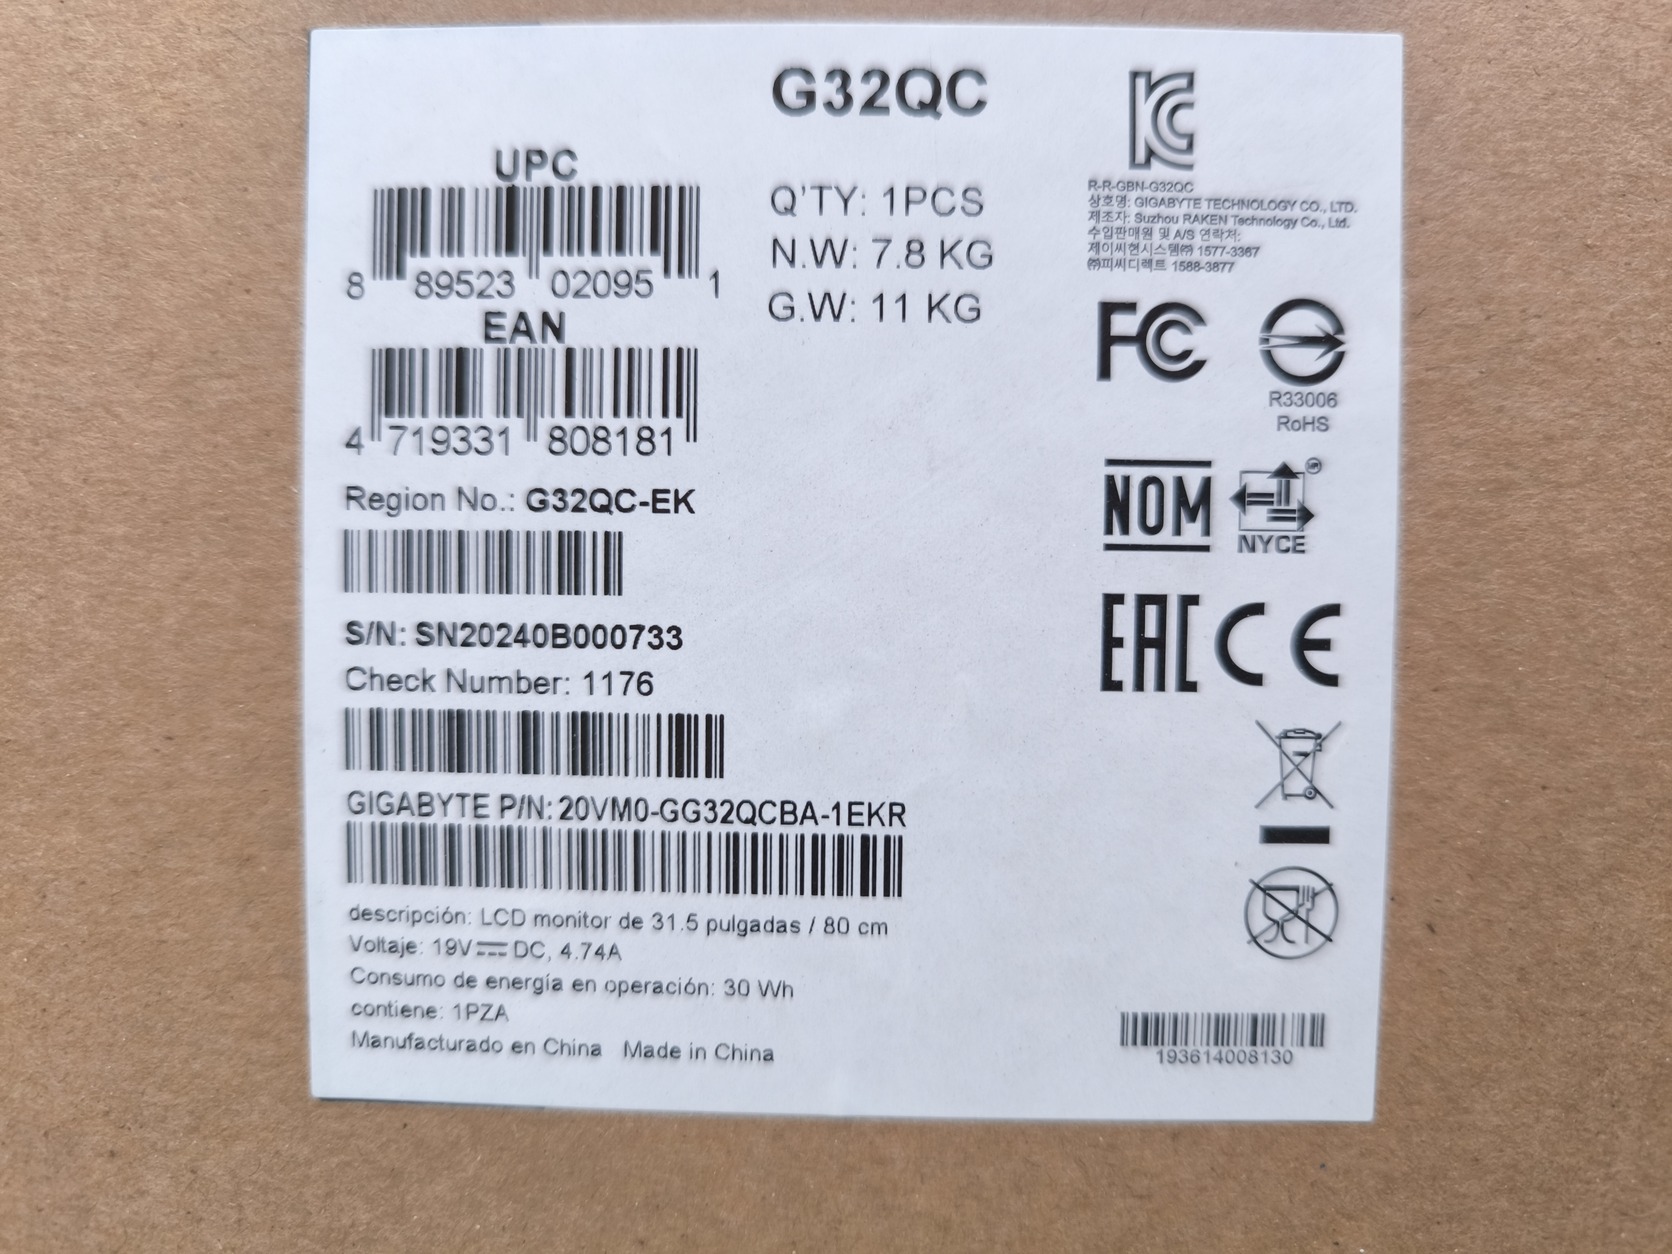 G32QC
UPC
8 89523 02095 1
EAN
4 719331 808181
Q'TY: 1PCS
N.W: 7.8 KG
G.W: 11 KG
Region No.: G32QC-EK
S/N: SN20240B000733
Check Number: 1176
GIGABYTE P/N: 20VM0-GG32QCBA-1EKR
descripción: LCD monitor de 31.5 pulgadas / 80 cm
Voltaje: 19V DC, 4.74A
Consumo de energía en operación: 30 Wh
contiene: 1PZA
Manufacturado en China Made in China
R-R-GBN-G32QC
상호명: GIGABYTE TECHNOLOGY CO., LTD.
제조자: Suzhou RAKEN Technology Co., Ltd.
수입판매원 및 A/S 연락처:
제이씨현시스템㈜ 1577-3367
㈜피씨디렉트 1588-3877
FC
R33006
RoHS
NOM
NYCE
EAC CE
193614008130